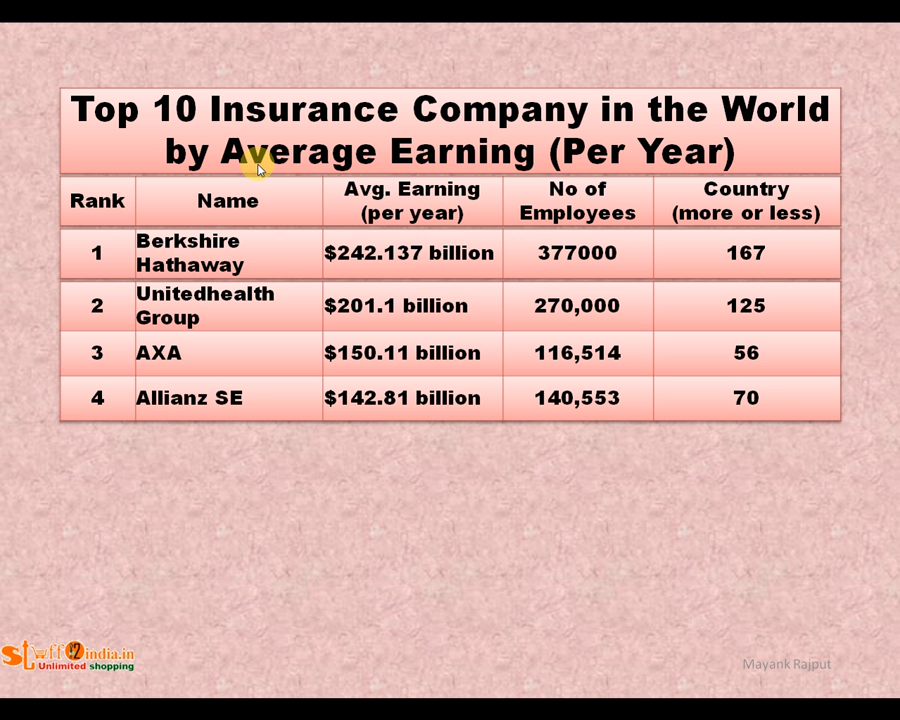 Top 10 Insurance Company in the World
by Average Earning (Per Year)
Rank Name Avg. Earning (per year) No of Employees Country (more or less)
1 Berkshire Hathaway $242.137 billion 377000 167
2 Unitedhealth Group $201.1 billion 270,000 125
3 AXA $150.11 billion 116,514 56
4 Allianz SE $142.81 billion 140,553 70
Stuff2india.in
Unlimited shopping
Mayank Rajput